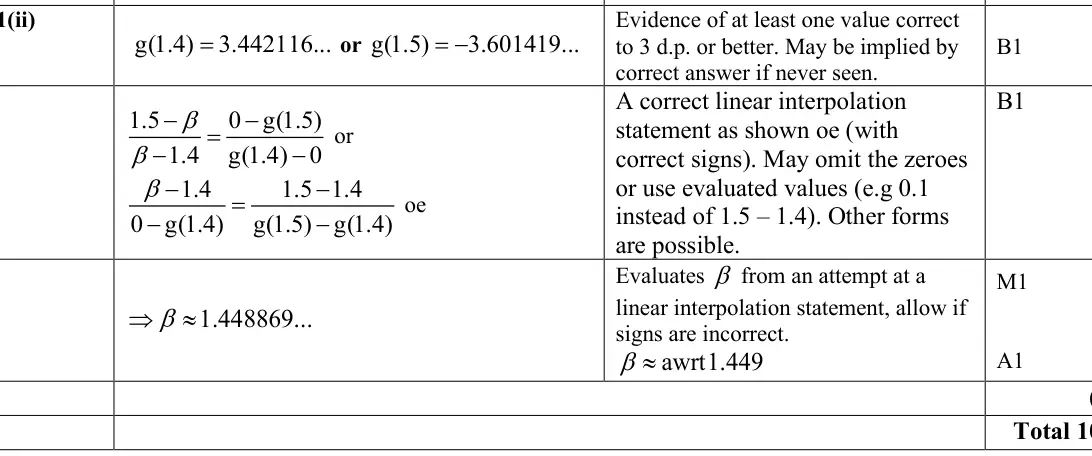 1(ii)
g(1.4) = 3.442116... or g(1.5) = −3.601419...
Evidence of at least one value correct
to 3 d.p. or better. May be implied by
correct answer if never seen.
B1
(1.5 − β)/(β − 1.4) = (0 − g(1.5))/(g(1.4) − 0) or
(β − 1.4)/(0 − g(1.4)) = (1.5 − 1.4)/(g(1.5) − g(1.4)) oe
A correct linear interpolation
statement as shown oe (with
correct signs). May omit the zeroes
or use evaluated values (e.g 0.1
instead of 1.5 – 1.4). Other forms
are possible.
B1
⇒ β ≈ 1.448869...
Evaluates β from an attempt at a
linear interpolation statement, allow if
signs are incorrect.
M1
β ≈ awrt1.449
A1
(
Total 1